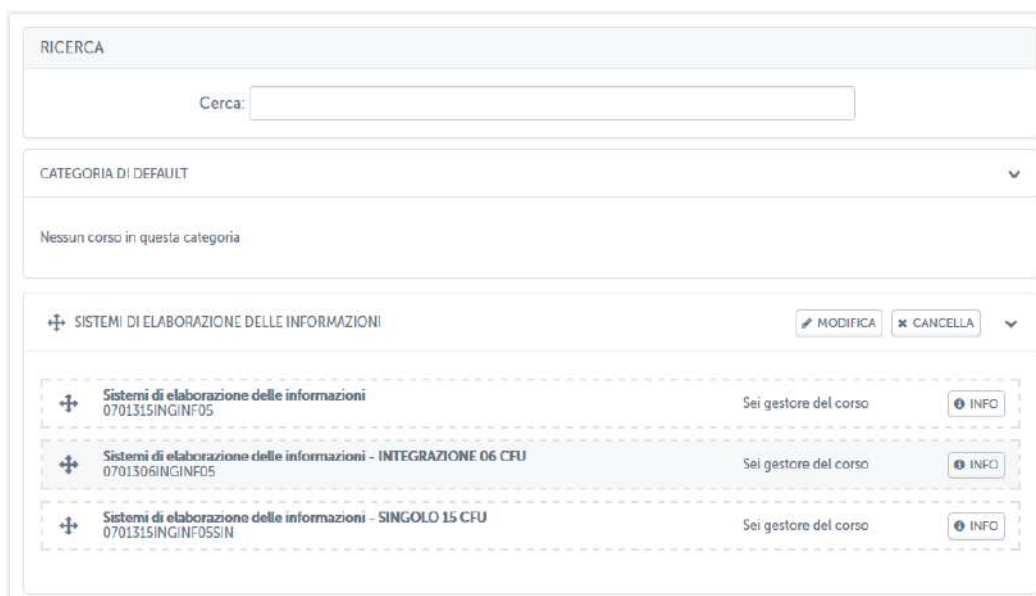 RICERCA
Cerca:
CATEGORIA DI DEFAULT
Nessun corso in questa categoria
SISTEMI DI ELABORAZIONE DELLE INFORMAZIONI MODIFICA CANCELLA
Sistemi di elaborazione delle informazioni
0701315INGINF05
Sei gestore del corso INFO
Sistemi di elaborazione delle informazioni - INTEGRAZIONE 06 CFU
0701306INGINF05
Sei gestore del corso INFO
Sistemi di elaborazione delle informazioni - SINGOLO 15 CFU
0701315INGINF05SIN
Sei gestore del corso INFO